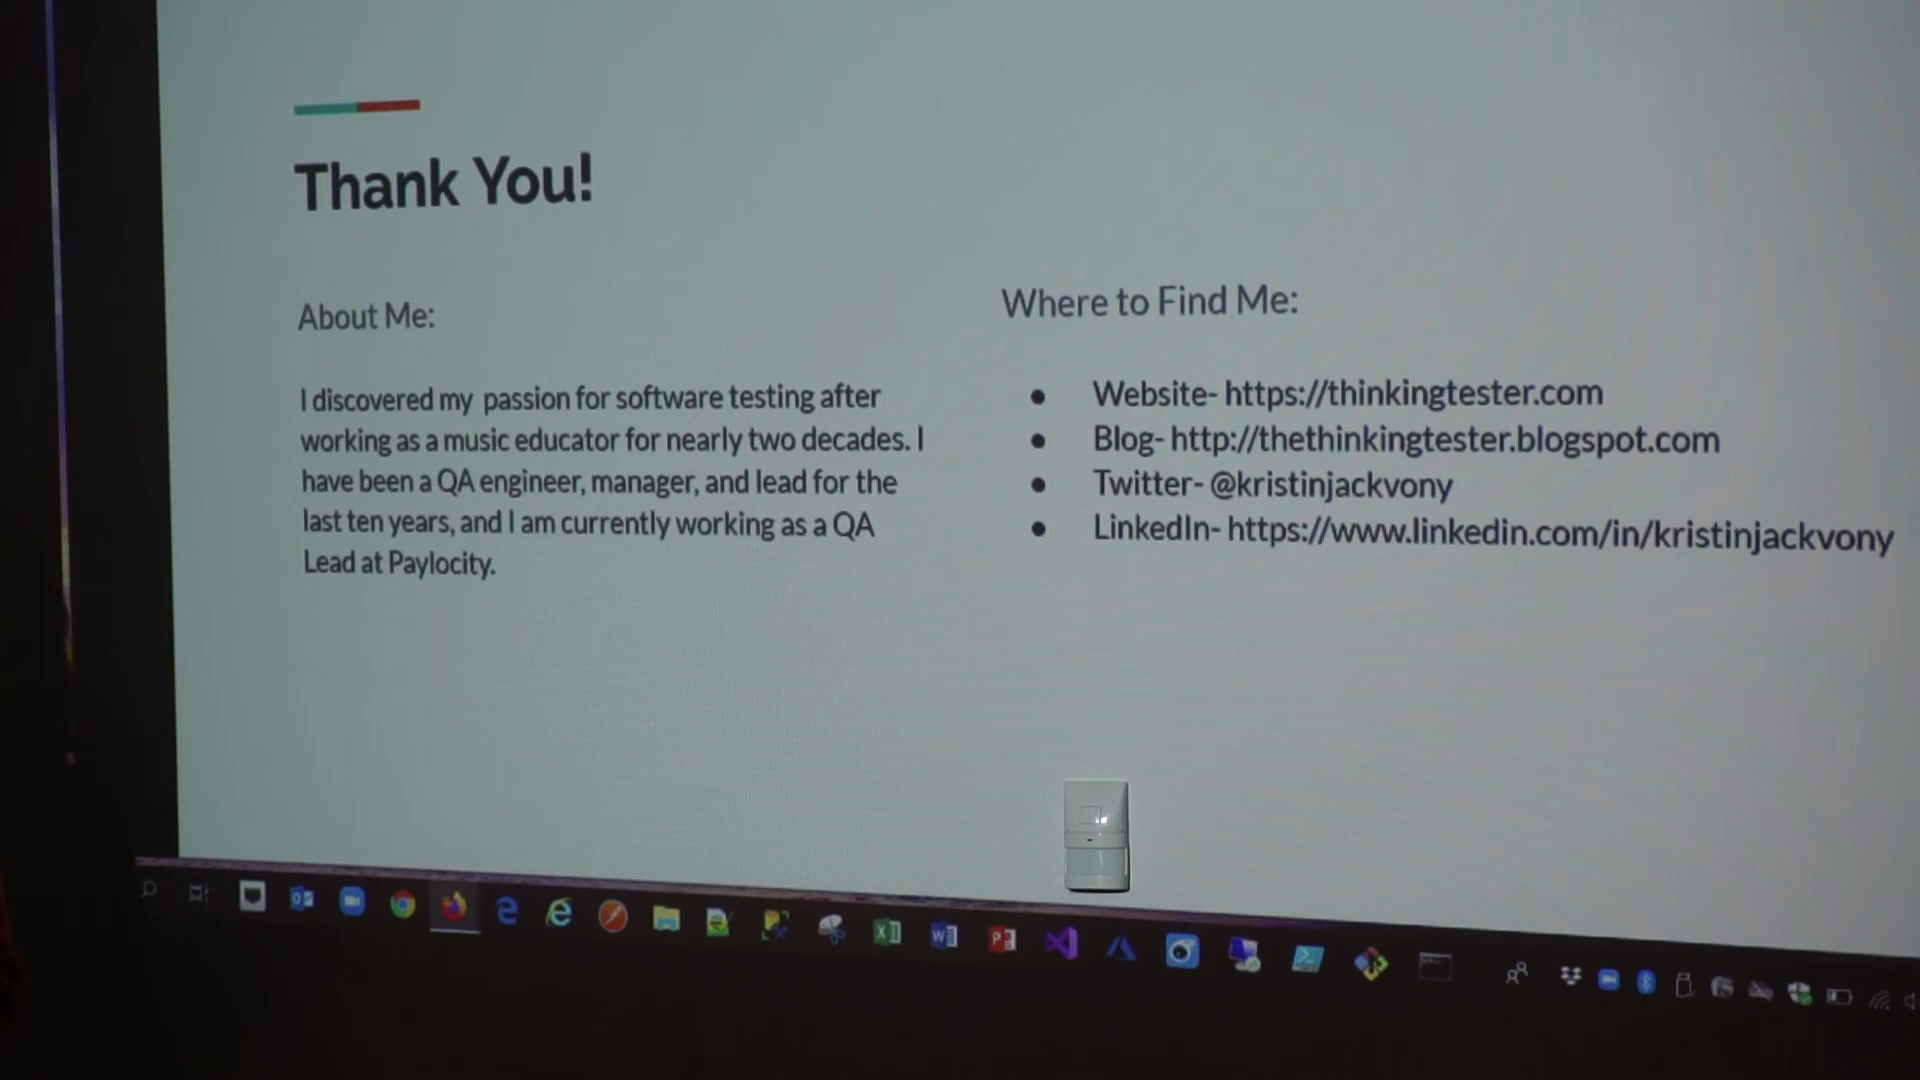 Thank You!
About Me:
I discovered my passion for software testing after
working as a music educator for nearly two decades. I
have been a QA engineer, manager, and lead for the
last ten years, and I am currently working as a QA
Lead at Paylocity.
Where to Find Me:
● Website- https://thinkingtester.com
● Blog- http://thethinkingtester.blogspot.com
● Twitter- @kristinjackvony
● LinkedIn- https://www.linkedin.com/in/kristinjackvony